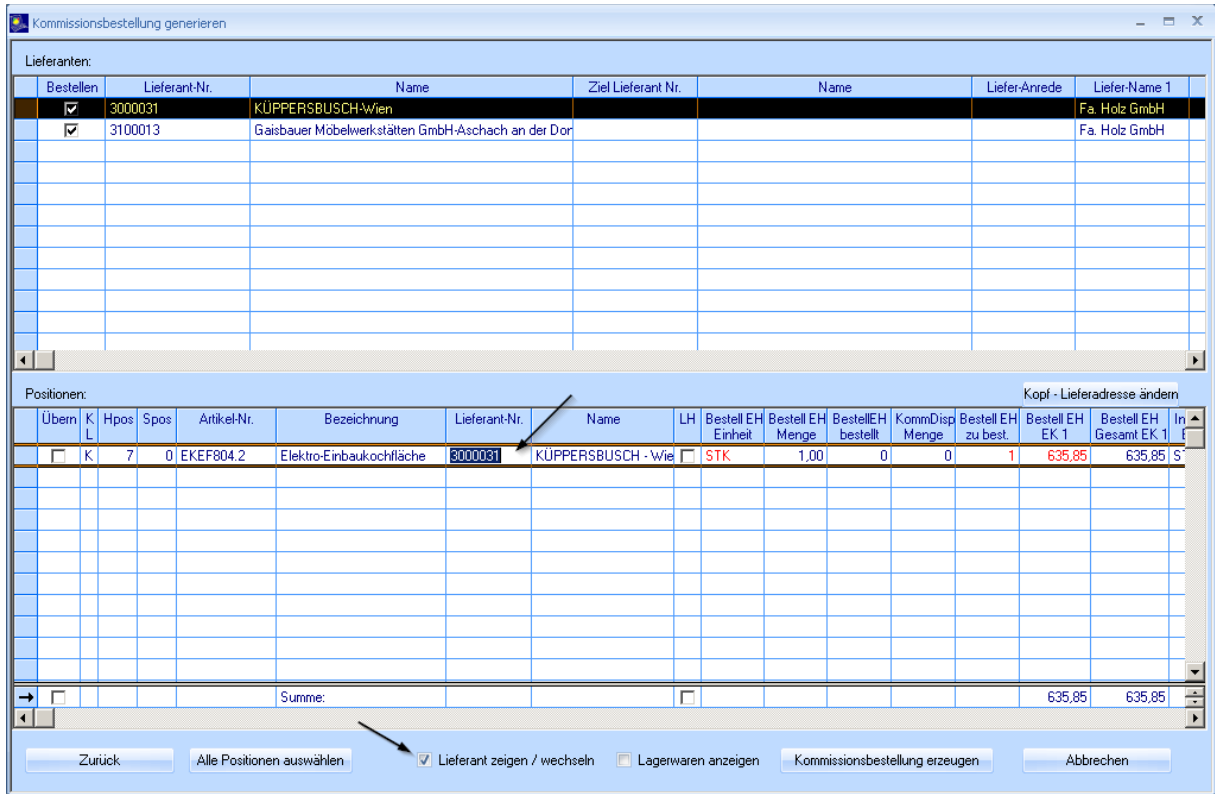 Kommissionsbestellung generieren
Lieferanten:
Bestellen Lieferant-Nr. Name Ziel Lieferant Nr. Name Liefer-Anrede Liefer-Name 1
3000031 KÜPPERSBUSCH-Wien Fa. Holz GmbH
3100013 Gaisbauer Möbelwerkstätten GmbH-Aschach an der Don Fa. Holz GmbH
Positionen: Kopf - Lieferadresse ändern
Übern K Hpos Spos Artikel-Nr. Bezeichnung Lieferant-Nr. Name LH Bestell EH Bestell EH BestellEH KommDisp Bestell EH Bestell EH Bestell EH In
L Einheit Menge bestellt Menge zu best. EK 1 Gesamt EK 1 E
K 7 0 EKEF804.2 Elektro-Einbaukochfläche 3000031 KÜPPERSBUSCH - Wie STK 1,00 0 0 1 635,85 635,85 S
Summe: 635,85 635,85
Zurück Alle Positionen auswählen Lieferant zeigen / wechseln Lagerwaren anzeigen Kommissionsbestellung erzeugen Abbrechen